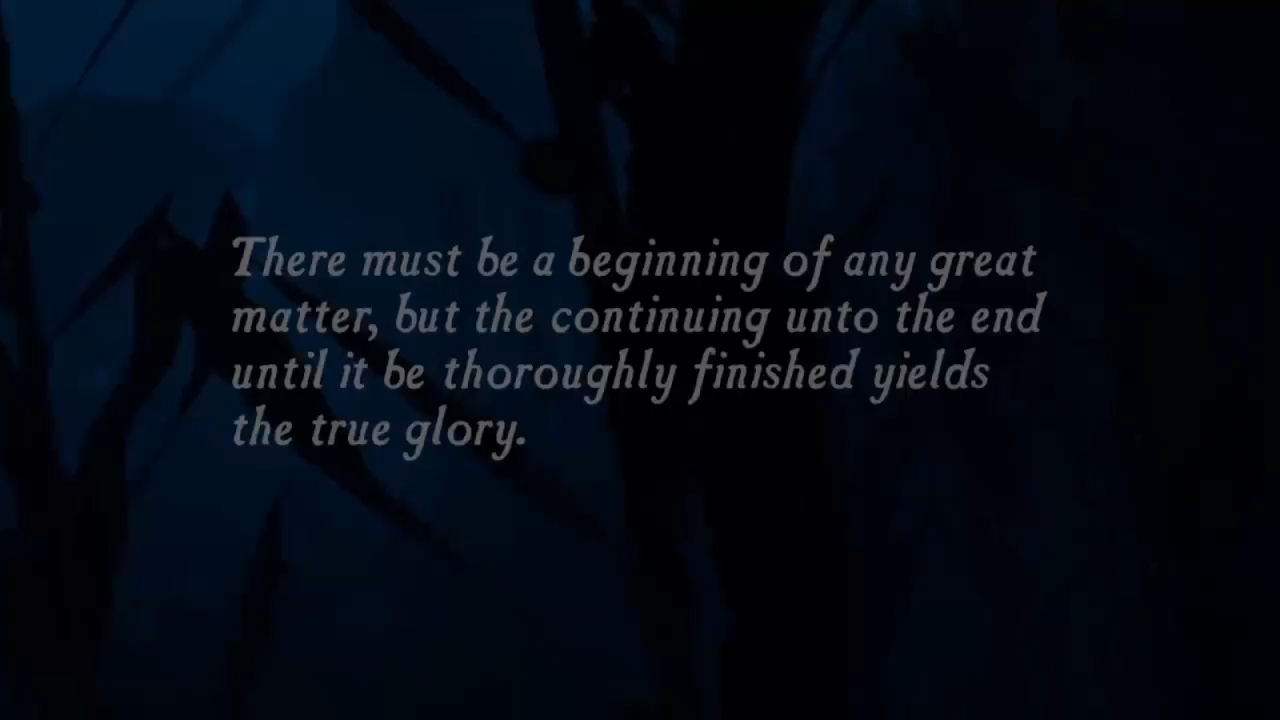 There must be a beginning of any great
matter, but the continuing unto the end
until it be thoroughly finished yields
the true glory.